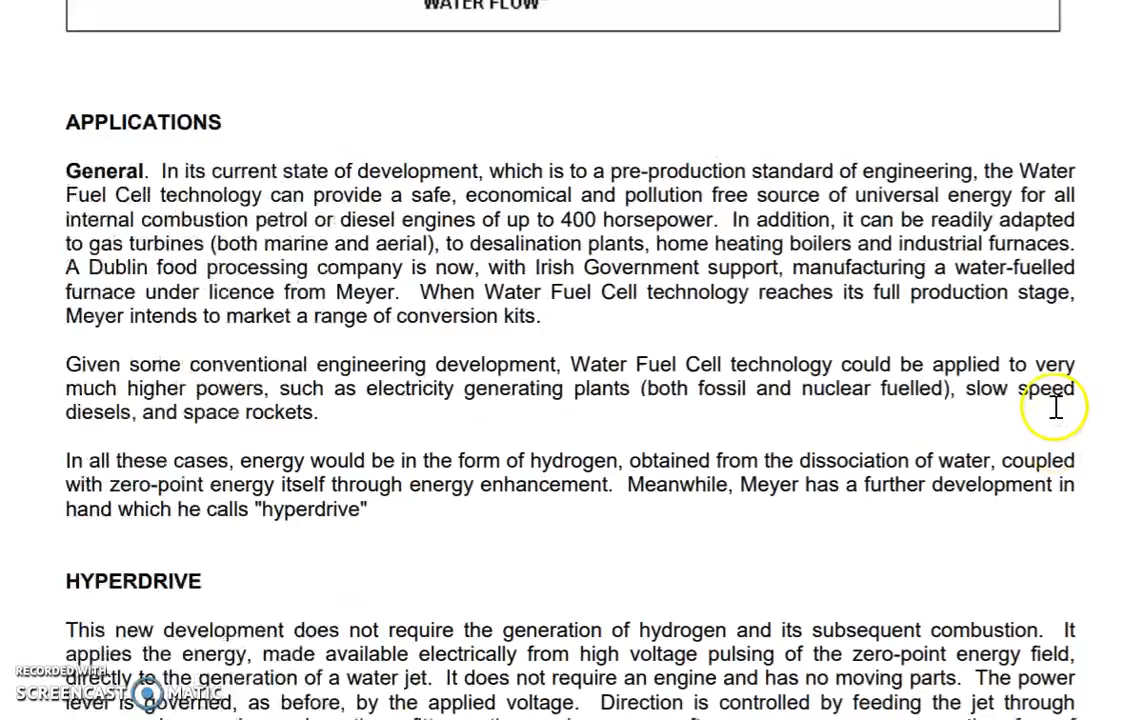 WATER FLOW
APPLICATIONS
General. In its current state of development, which is to a pre-production standard of engineering, the Water
Fuel Cell technology can provide a safe, economical and pollution free source of universal energy for all
internal combustion petrol or diesel engines of up to 400 horsepower. In addition, it can be readily adapted
to gas turbines (both marine and aerial), to desalination plants, home heating boilers and industrial furnaces.
A Dublin food processing company is now, with Irish Government support, manufacturing a water-fuelled
furnace under licence from Meyer. When Water Fuel Cell technology reaches its full production stage,
Meyer intends to market a range of conversion kits.
Given some conventional engineering development, Water Fuel Cell technology could be applied to very
much higher powers, such as electricity generating plants (both fossil and nuclear fuelled), slow speed
diesels, and space rockets.
In all these cases, energy would be in the form of hydrogen, obtained from the dissociation of water, coupled
with zero-point energy itself through energy enhancement. Meanwhile, Meyer has a further development in
hand which he calls "hyperdrive"
HYPERDRIVE
This new development does not require the generation of hydrogen and its subsequent combustion. It
applies the energy, made available electrically from high voltage pulsing of the zero-point energy field,
directly to the generation of a water jet. It does not require an engine and has no moving parts. The power
level is governed, as before, by the applied voltage. Direction is controlled by feeding the jet through
RECORDED WITH
SCREENCAST MATIC